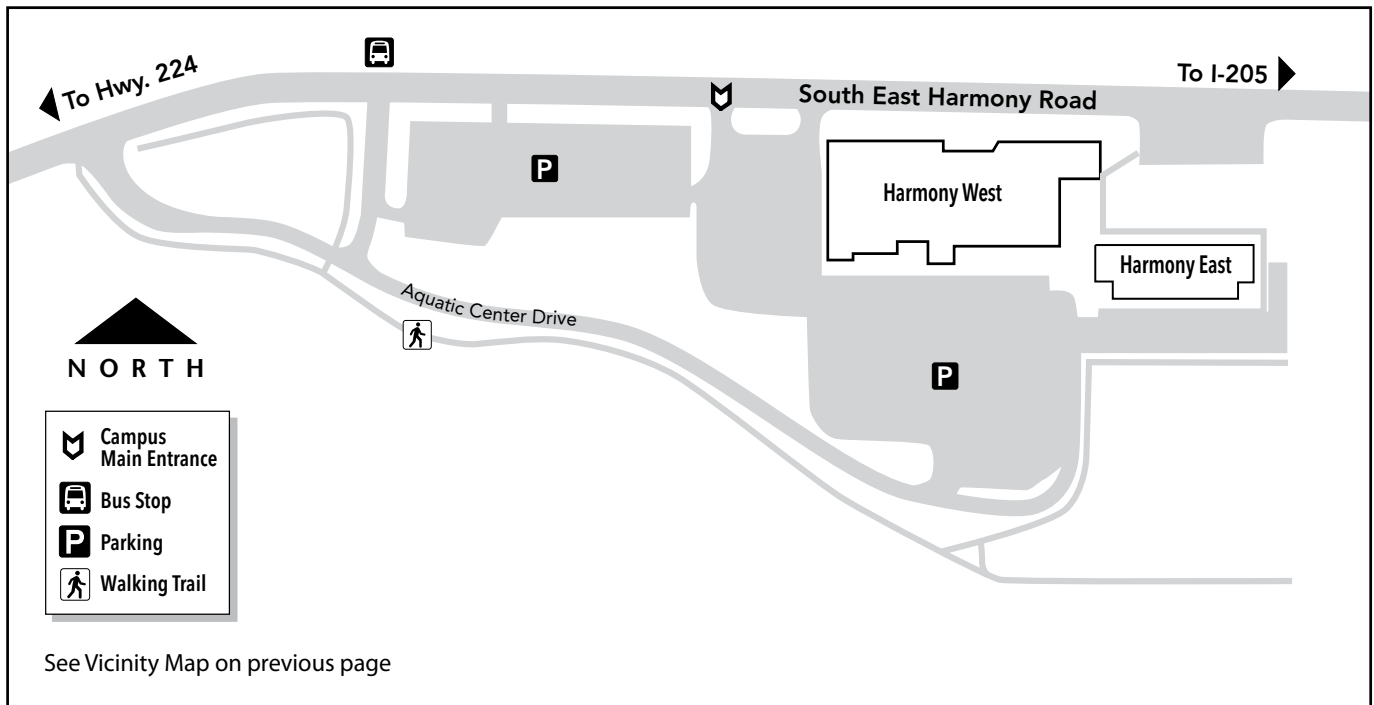 To Hwy. 224
To I-205
South East Harmony Road
P
Harmony West
Harmony East
Aquatic Center Drive
P
NORTH
Campus
Main Entrance
Bus Stop
P Parking
Walking Trail
See Vicinity Map on previous page